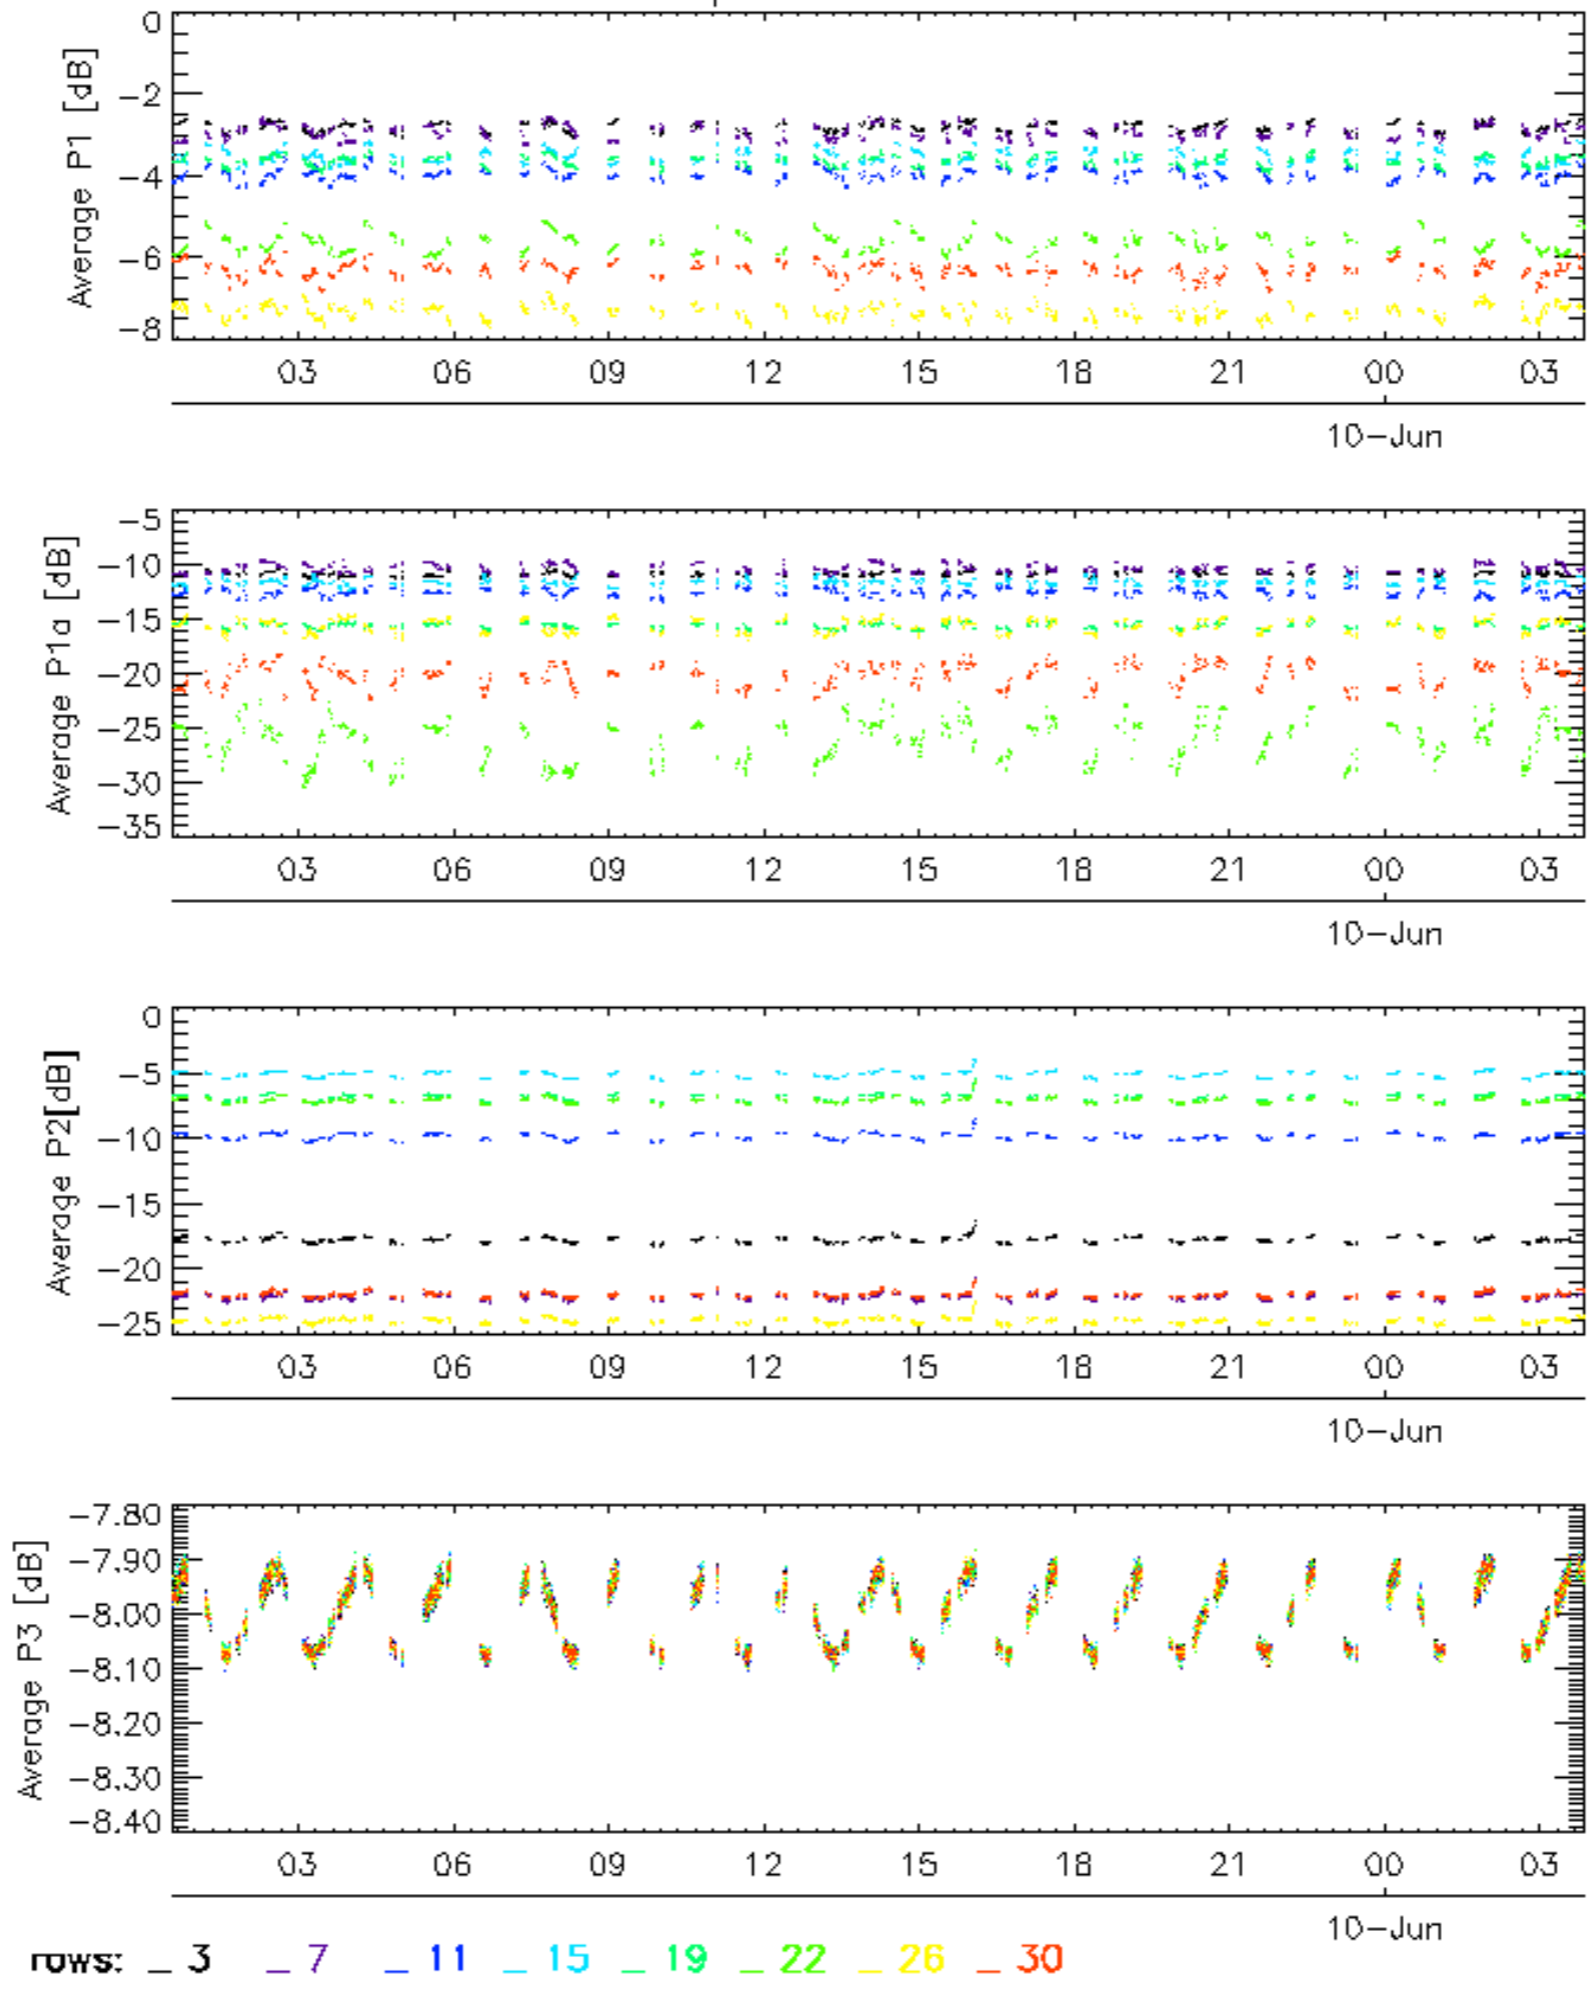 Average P1 [dB]
0
-2
-4
-6
-8
03 06 09 12 15 18 21 00 03
10-Jun
Average P1a [dB]
-5
-10
-15
-20
-25
-30
-35
03 06 09 12 15 18 21 00 03
10-Jun
Average P2[dB]
0
-5
-10
-15
-20
-25
03 06 09 12 15 18 21 00 03
10-Jun
Average P3 [dB]
-7.80
-7.90
-8.00
-8.10
-8.20
-8.30
-8.40
03 06 09 12 15 18 21 00 03
10-Jun
rows: _ 3 _ 7 _ 11 _ 15 _ 19 _ 22 _ 26 _ 30